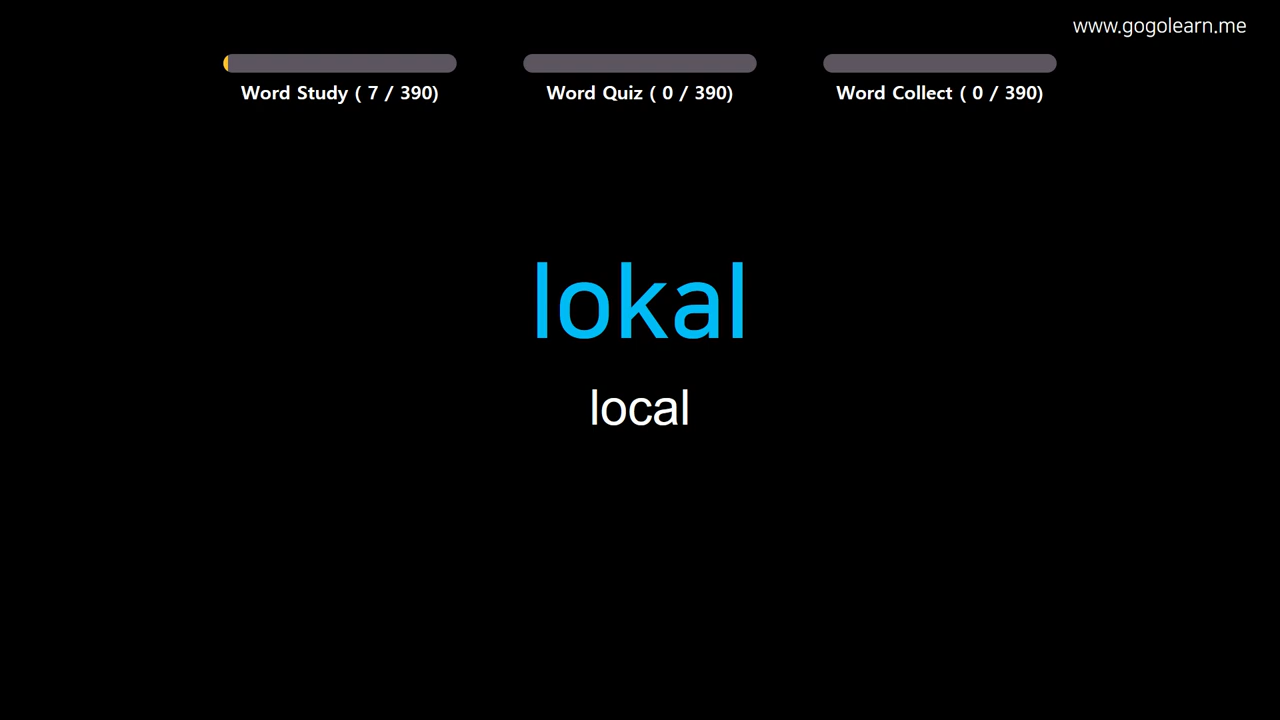 www.gogolearn.me
Word Study ( 7 / 390)
Word Quiz ( 0 / 390)
Word Collect ( 0 / 390)
lokal
local